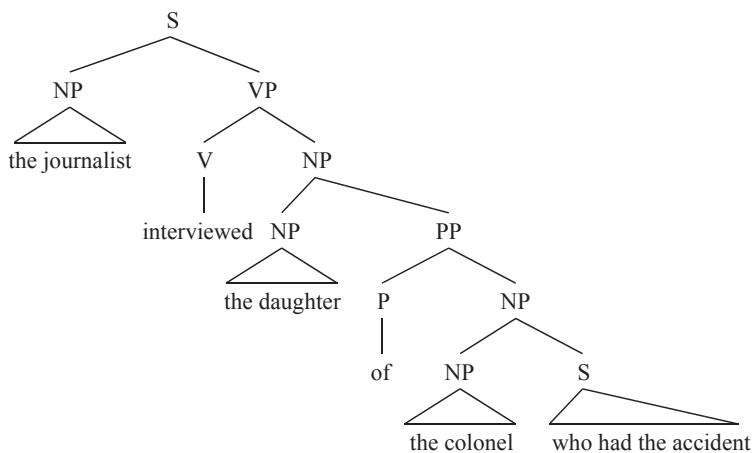 S
NP VP
the journalist V NP
interviewed NP PP
the daughter P NP
of NP S
the colonel who had the accident